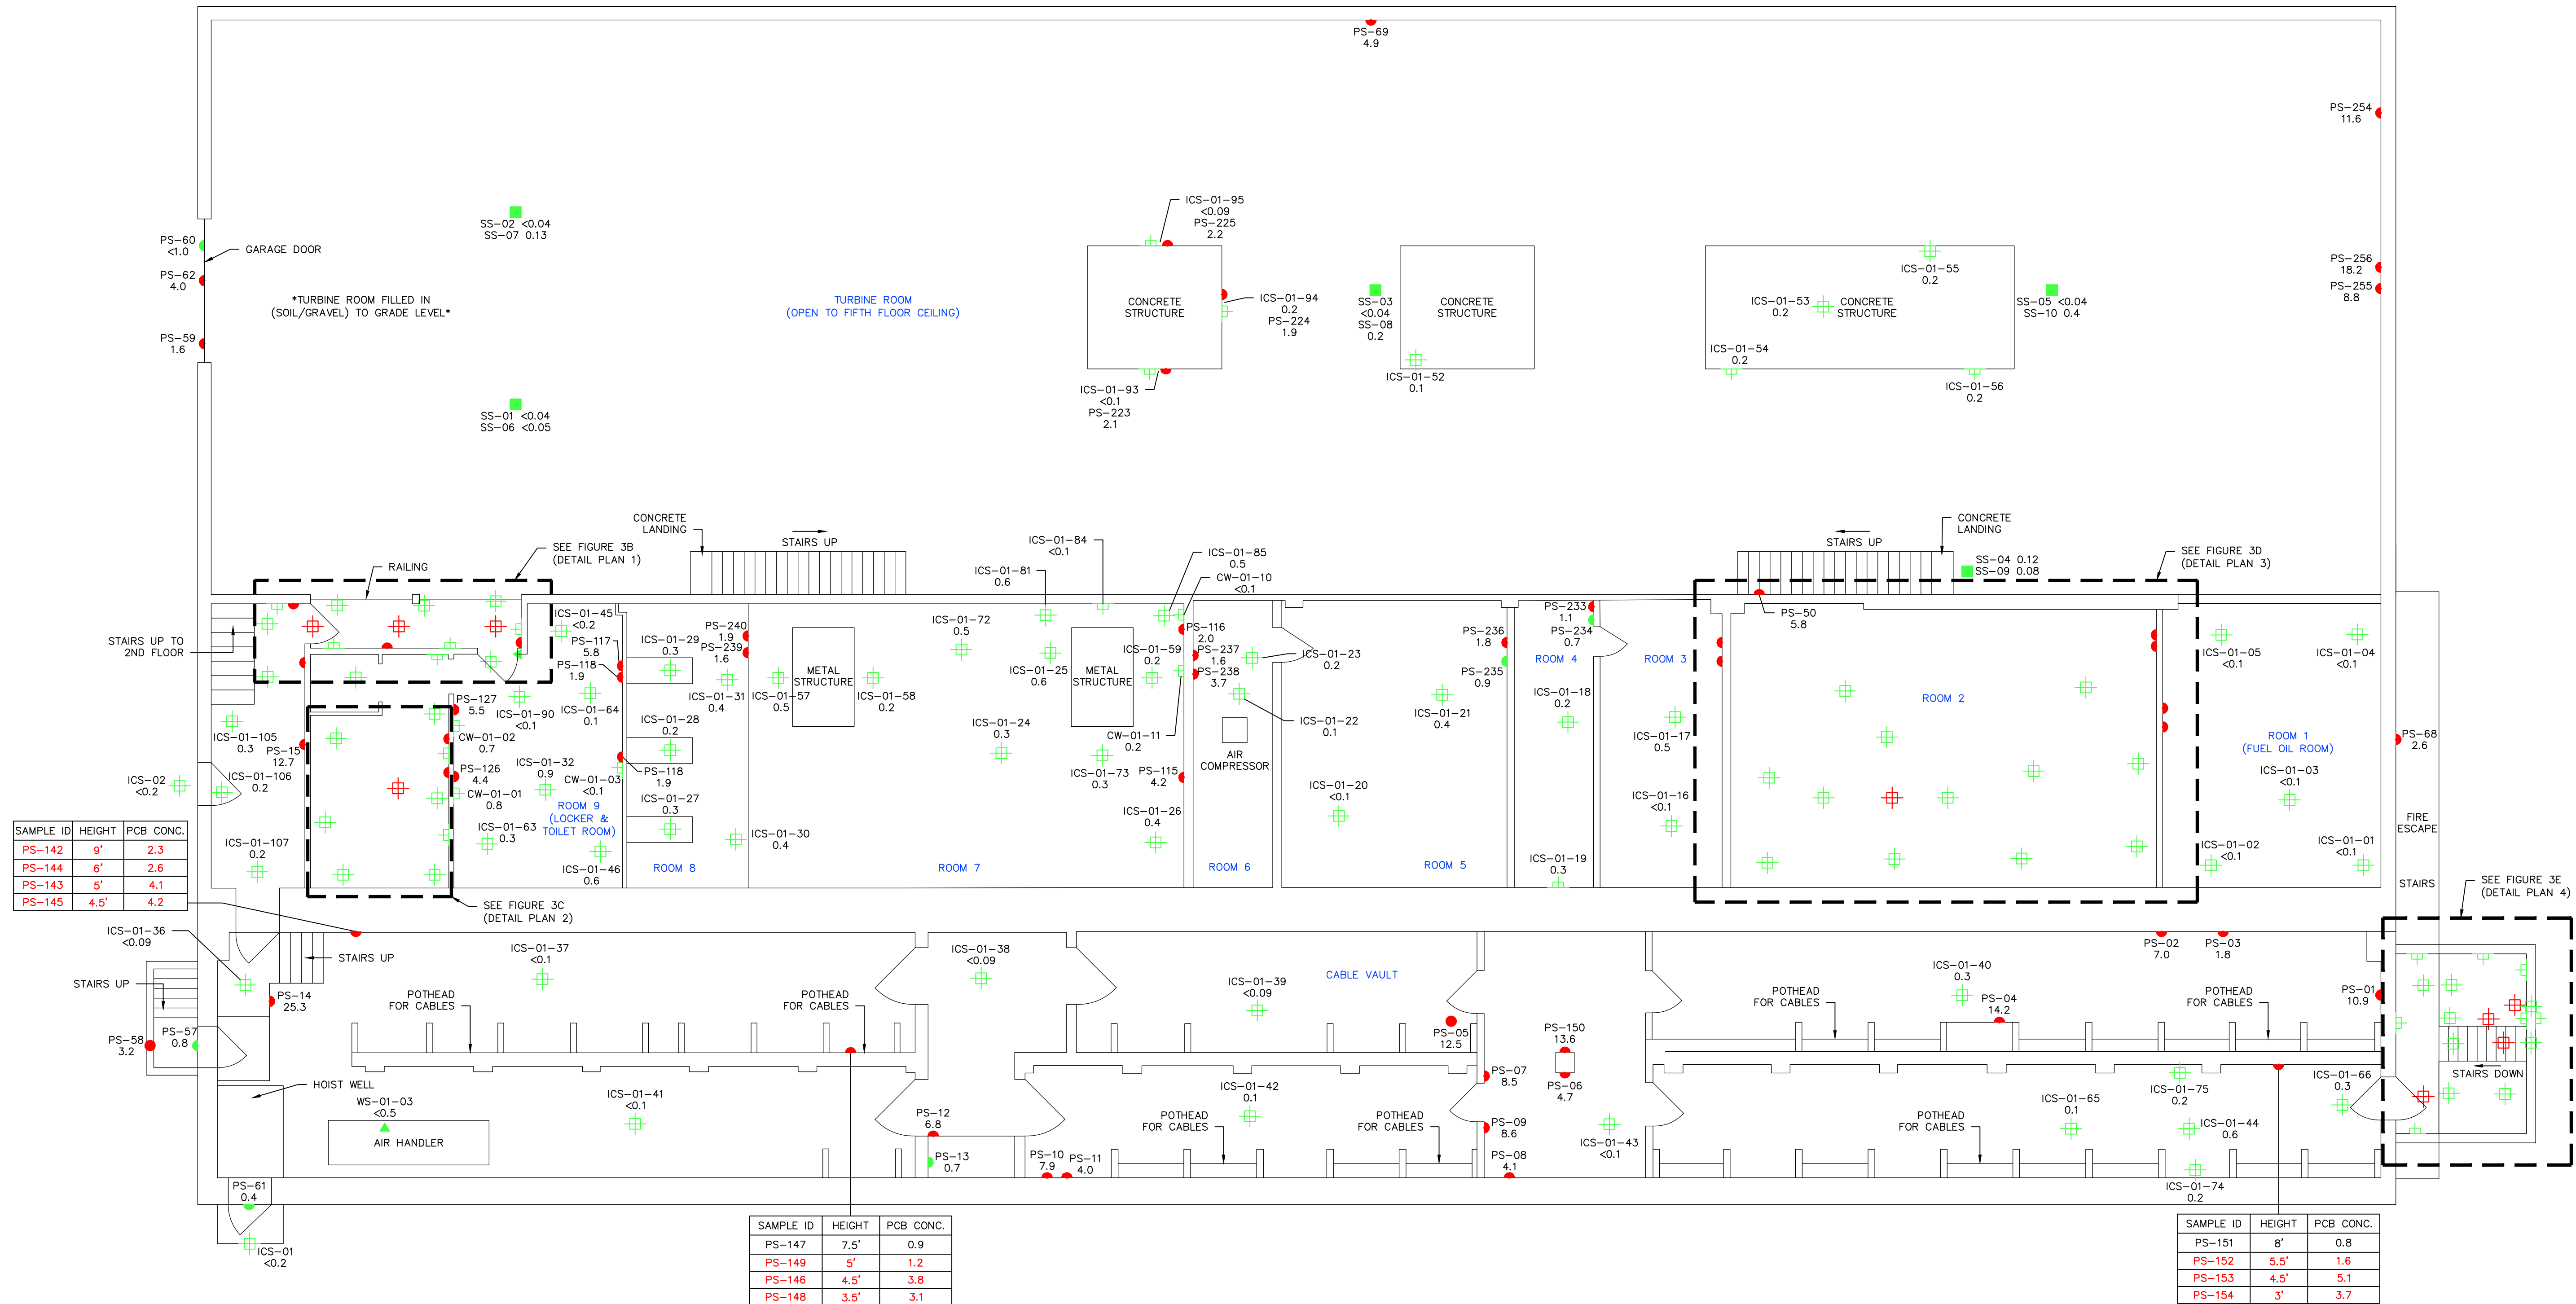 PS-69
4.9
PS-254
11.6
SS-02 <0.04
SS-07 0.13
ICS-01-95
<0.09
PS-225
2.2
PS-60
<1.0
GARAGE DOOR
PS-62
4.0
*TURBINE ROOM FILLED IN
(SOIL/GRAVEL) TO GRADE LEVEL*
TURBINE ROOM
(OPEN TO FIFTH FLOOR CEILING)
CONCRETE
STRUCTURE
ICS-01-94
0.2
PS-224
1.9
SS-03
<0.04
SS-08
0.2
CONCRETE
STRUCTURE
ICS-01-55
0.2
ICS-01-53
0.2
CONCRETE
STRUCTURE
SS-05 <0.04
SS-10 0.4
PS-256
18.2
PS-255
8.8
PS-59
1.6
ICS-01-54
0.2
ICS-01-52
0.1
ICS-01-56
0.2
ICS-01-93
<0.1
PS-223
2.1
SS-01 <0.04
SS-06 <0.05
CONCRETE
LANDING
STAIRS UP
ICS-01-84
<0.1
ICS-01-85
0.5
CW-01-10
<0.1
ICS-01-81
0.6
STAIRS UP
CONCRETE
LANDING
SS-04 0.12
SS-09 0.08
SEE FIGURE 3B
(DETAIL PLAN 1)
RAILING
SEE FIGURE 3D
(DETAIL PLAN 3)
STAIRS UP TO
2ND FLOOR
ICS-01-45
<0.2
PS-117
5.8
PS-118
1.9
ICS-01-29
0.3
PS-240
1.9
PS-239
1.6
ICS-01-31
0.4
ICS-01-57
0.5
METAL
STRUCTURE
ICS-01-58
0.2
ICS-01-72
0.5
ICS-01-25
0.6
METAL
STRUCTURE
ICS-01-59
0.2
PS-116
2.0
PS-237
1.6
PS-238
3.7
ICS-01-23
0.2
PS-236
1.8
PS-235
0.9
PS-233
1.1
PS-234
0.7
ROOM 4
ROOM 3
PS-50
5.8
ICS-01-05
<0.1
ICS-01-04
<0.1
PS-127
5.5
ICS-01-90
<0.1
ICS-01-64
0.1
ICS-01-28
0.2
ICS-01-24
0.3
CW-01-11
0.2
ICS-01-22
0.1
ICS-01-21
0.4
ICS-01-18
0.2
ICS-01-17
0.5
ROOM 2
ROOM 1
(FUEL OIL ROOM)
PS-68
2.6
ICS-01-105
0.3
PS-15
12.7
CW-01-02
0.7
PS-126
4.4
CW-01-01
0.8
ICS-01-32
0.9
CW-01-03
<0.1
PS-118
1.9
ICS-01-73
0.3
PS-115
4.2
AIR
COMPRESSOR
ICS-01-03
<0.1
ICS-02
<0.2
ICS-01-106
0.2
ROOM 9
(LOCKER &
TOILET ROOM)
ICS-01-27
0.3
ICS-01-20
<0.1
ICS-01-16
<0.1
FIRE
ESCAPE
SAMPLE ID HEIGHT PCB CONC.
PS-142 9' 2.3
PS-144 6' 2.6
PS-143 5' 4.1
PS-145 4.5' 4.2
ICS-01-107
0.2
ICS-01-63
0.3
ICS-01-46
0.6
ICS-01-30
0.4
ICS-01-26
0.4
ROOM 8
ROOM 7
ROOM 6
ROOM 5
ICS-01-19
0.3
ICS-01-02
<0.1
ICS-01-01
<0.1
STAIRS
SEE FIGURE 3C
(DETAIL PLAN 2)
SEE FIGURE 3E
(DETAIL PLAN 4)
ICS-01-36
<0.09
STAIRS UP
ICS-01-37
<0.1
ICS-01-38
<0.09
ICS-01-39
<0.09
CABLE VAULT
ICS-01-40
0.3
PS-02
7.0
PS-03
1.8
STAIRS UP
PS-14
25.3
POTHEAD
FOR CABLES
POTHEAD
FOR CABLES
PS-05
12.5
PS-150
13.6
POTHEAD
FOR CABLES
PS-04
14.2
POTHEAD
FOR CABLES
PS-01
10.9
PS-58
3.2
PS-57
0.8
HOIST WELL
WS-01-03
<0.5
AIR HANDLER
ICS-01-41
<0.1
PS-12
6.8
PS-13
0.7
ICS-01-42
0.1
POTHEAD
FOR CABLES
POTHEAD
FOR CABLES
PS-07
8.5
PS-09
8.6
PS-06
4.7
ICS-01-43
<0.1
POTHEAD
FOR CABLES
ICS-01-65
0.1
ICS-01-75
0.2
ICS-01-44
0.6
ICS-01-66
0.3
STAIRS DOWN
PS-10
7.9
PS-11
4.0
PS-08
4.1
ICS-01-74
0.2
PS-61
0.4
ICS-01
<0.2
SAMPLE ID HEIGHT PCB CONC.
PS-147 7.5' 0.9
PS-149 5' 1.2
PS-146 4.5' 3.8
PS-148 3.5' 3.1
SAMPLE ID HEIGHT PCB CONC.
PS-151 8' 0.8
PS-152 5.5' 1.6
PS-153 4.5' 5.1
PS-154 3' 3.7